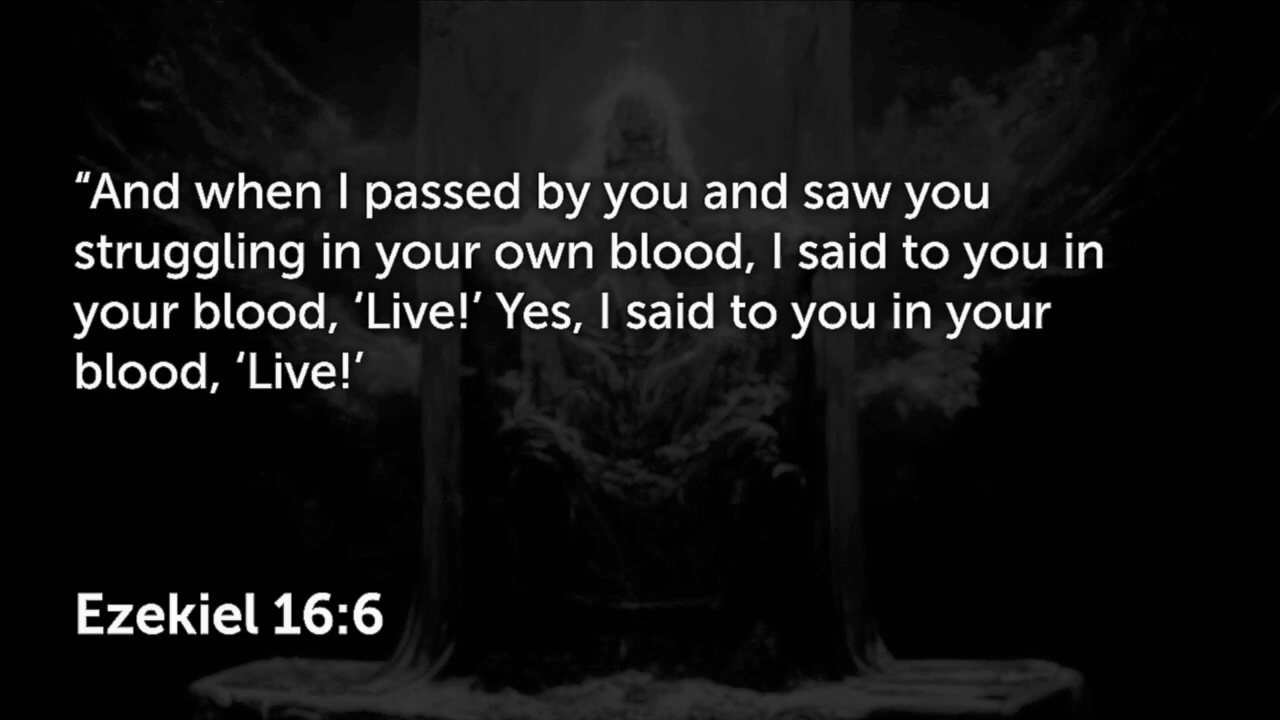 “And when I passed by you and saw you
struggling in your own blood, I said to you in
your blood, ‘Live!’ Yes, I said to you in your
blood, ‘Live!’
Ezekiel 16:6